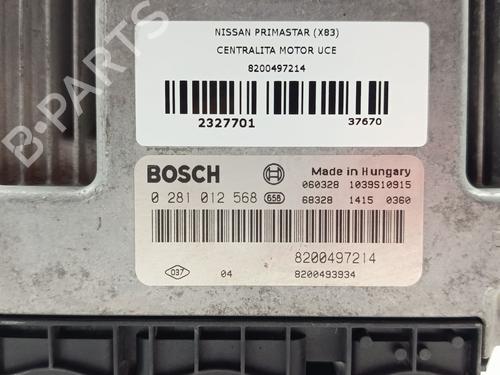 NISSAN PRIMASTAR (X83)
CENTRALITA MOTOR UCE
8200497214
2327701 37670
B-PARTS
BOSCH Made in Hungary
060328 1039S10915
0 281 012 568 658 68328 1415 0360
8200497214
037 04 8200493934